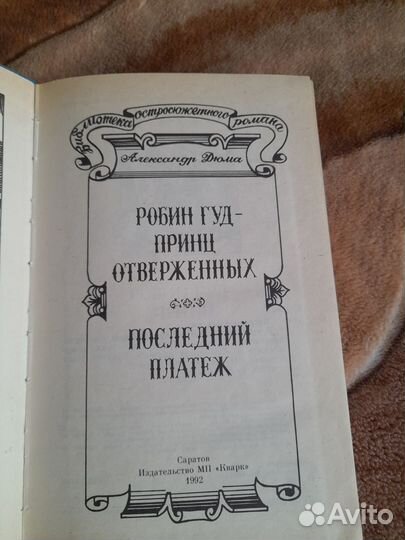 Библиотека остросюжетного романа
Александр Дюма
РОБИН ГУД-
ПРИНЦ
ОТВЕРЖЕННЫХ
ПОСЛЕДНИЙ
ПЛАТЕЖ
Саратов
Издательство МП «Кварк»
1992
Avito